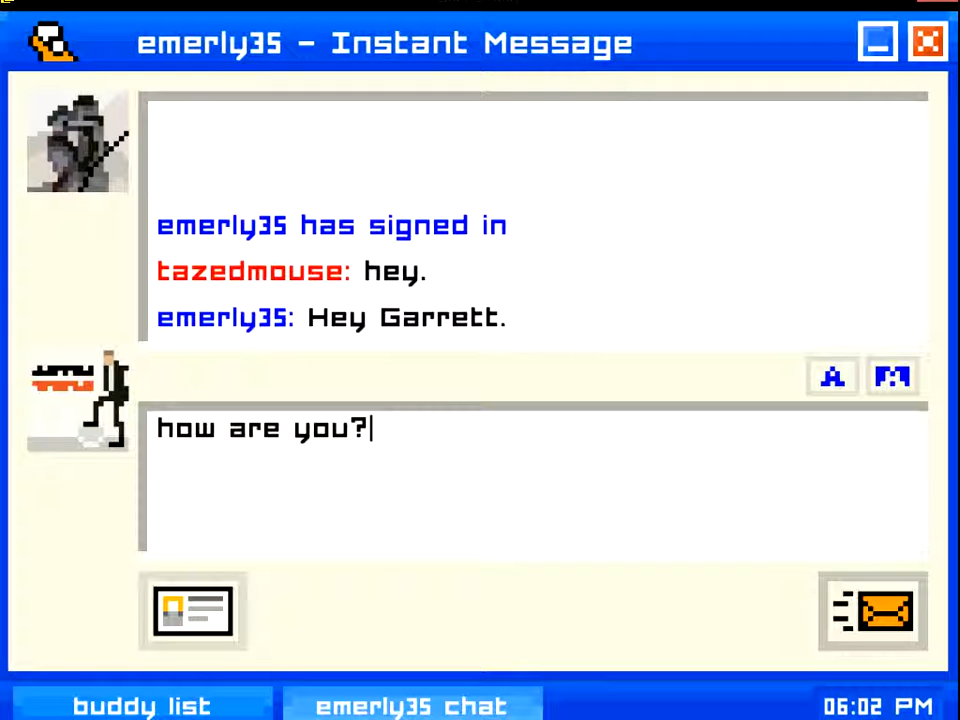 emerly35 - Instant Message
emerly35 has signed in
tazedmouse: hey.
emerly35: Hey Garrett.
A
how are you?
buddy list
emerly35 chat
06:02 PM